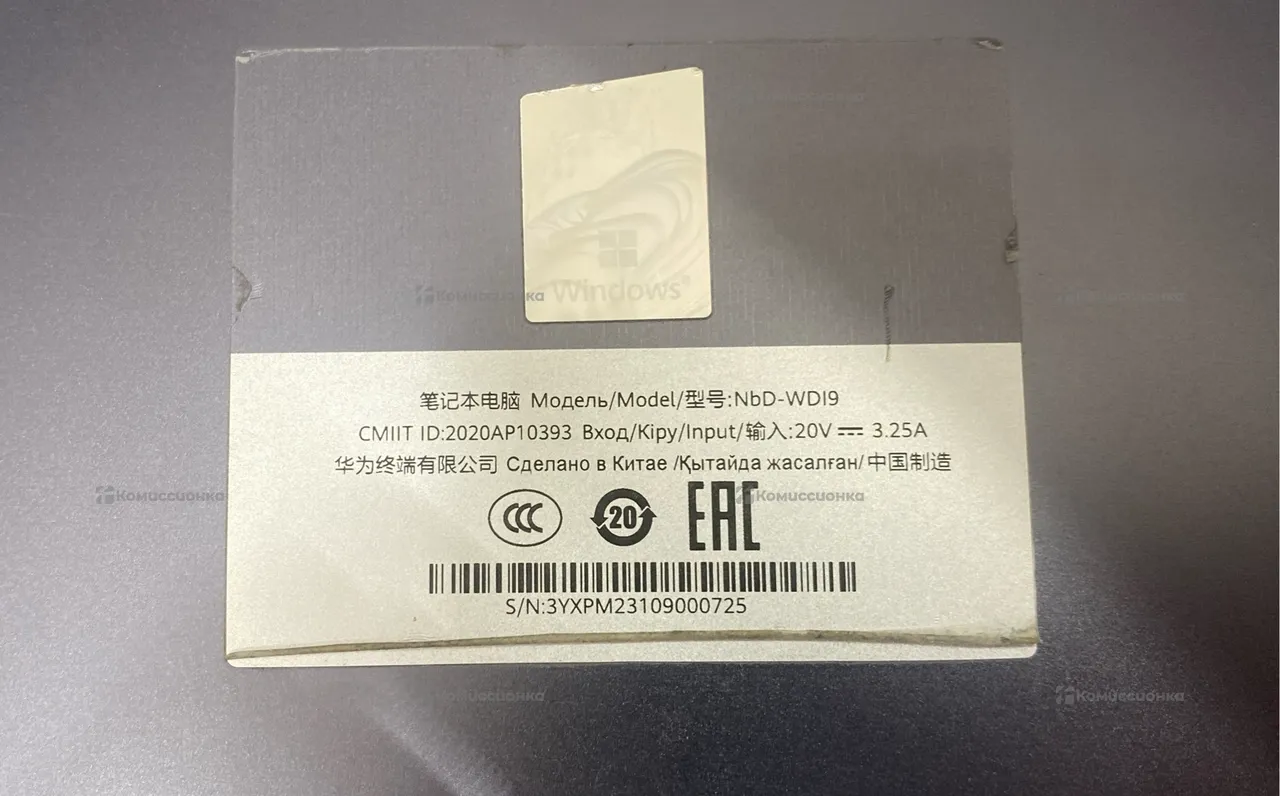 Windows
笔记本电脑 Модель/Model/型号:NbD-WDI9
CMIIT ID:2020AP10393 Вход/Кіру/Input/输入:20V ⎓ 3.25A
华为终端有限公司 Сделано в Китае /Қытайда жасалған/中国制造
CCC 20 EAC
S/N:3YXPM23109000725
Комиссионка
Комиссионка
Комиссионка
Комиссионка
Комиссионка
Комиссионка